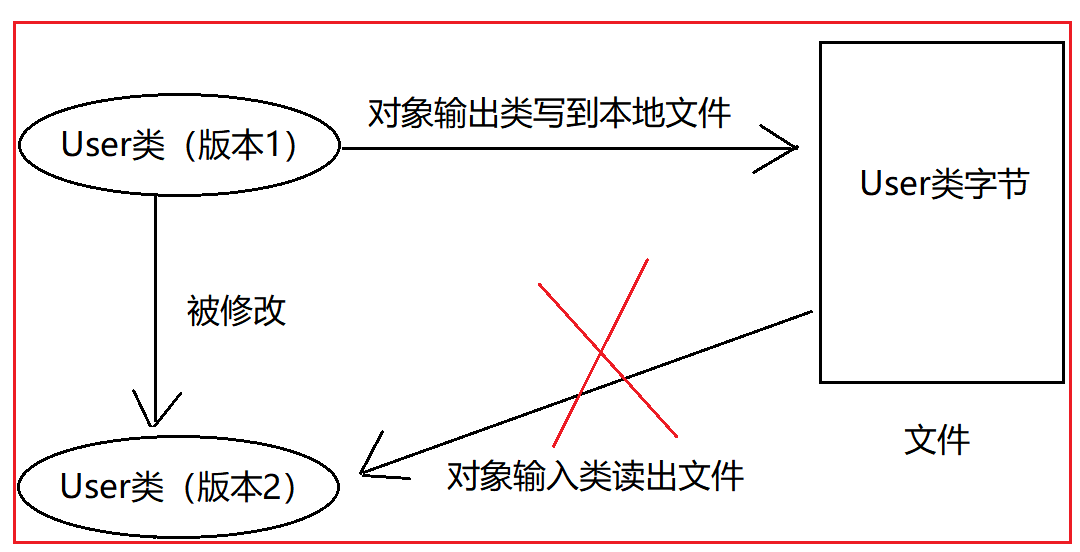 对象输出类写到本地文件
User类（版本1）
User类字节
被修改
文件
对象输入类读出文件
User类（版本2）